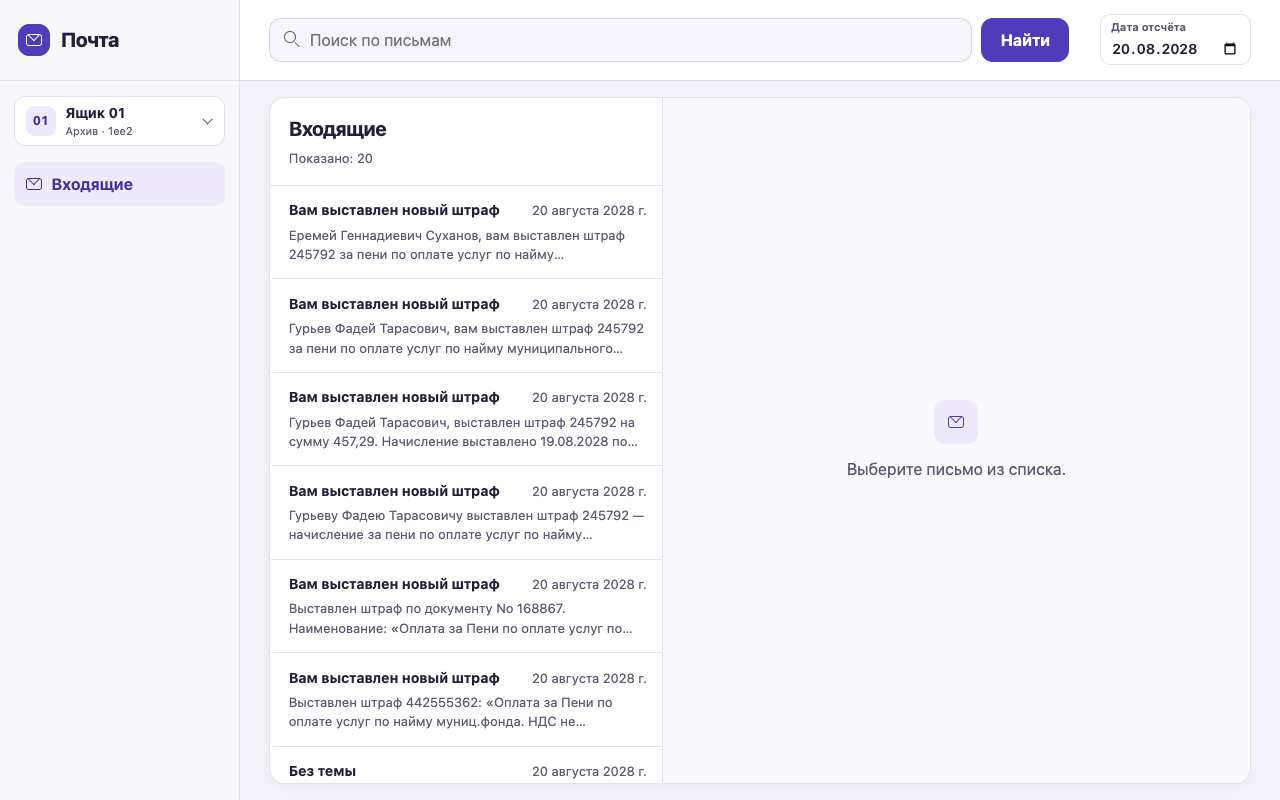 Почта
Поиск по письмам
Найти
Дата отсчёта
20.08.2028
01
Ящик 01
Архив · 1ee2
Входящие
Входящие
Показано: 20
Вам выставлен новый штраф 20 августа 2028 г.
Еремей Геннадиевич Суханов, вам выставлен штраф
245792 за пени по оплате услуг по найму…
Вам выставлен новый штраф 20 августа 2028 г.
Гурьев Фадей Тарасович, вам выставлен штраф 245792
за пени по оплате услуг по найму муниципального…
Вам выставлен новый штраф 20 августа 2028 г.
Гурьев Фадей Тарасович, выставлен штраф 245792 на
сумму 457,29. Начисление выставлено 19.08.2028 по…
Вам выставлен новый штраф 20 августа 2028 г.
Гурьеву Фадею Тарасовичу выставлен штраф 245792 —
начисление за пени по оплате услуг по найму…
Вам выставлен новый штраф 20 августа 2028 г.
Выставлен штраф по документу No 168867.
Наименование: «Оплата за Пени по оплате услуг по…
Вам выставлен новый штраф 20 августа 2028 г.
Выставлен штраф 442555362: «Оплата за Пени по
оплате услуг по найму муниц.фонда. НДС не…
Без темы 20 августа 2028 г.
Выберите письмо из списка.